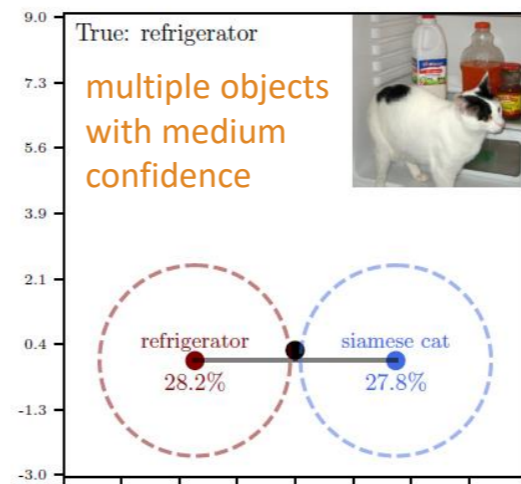 9.0
True: refrigerator
7.3
multiple objects
with medium
confidence
5.6
3.9
2.1
0.4
refrigerator
siamese cat
28.2%
27.8%
-1.3
-3.0